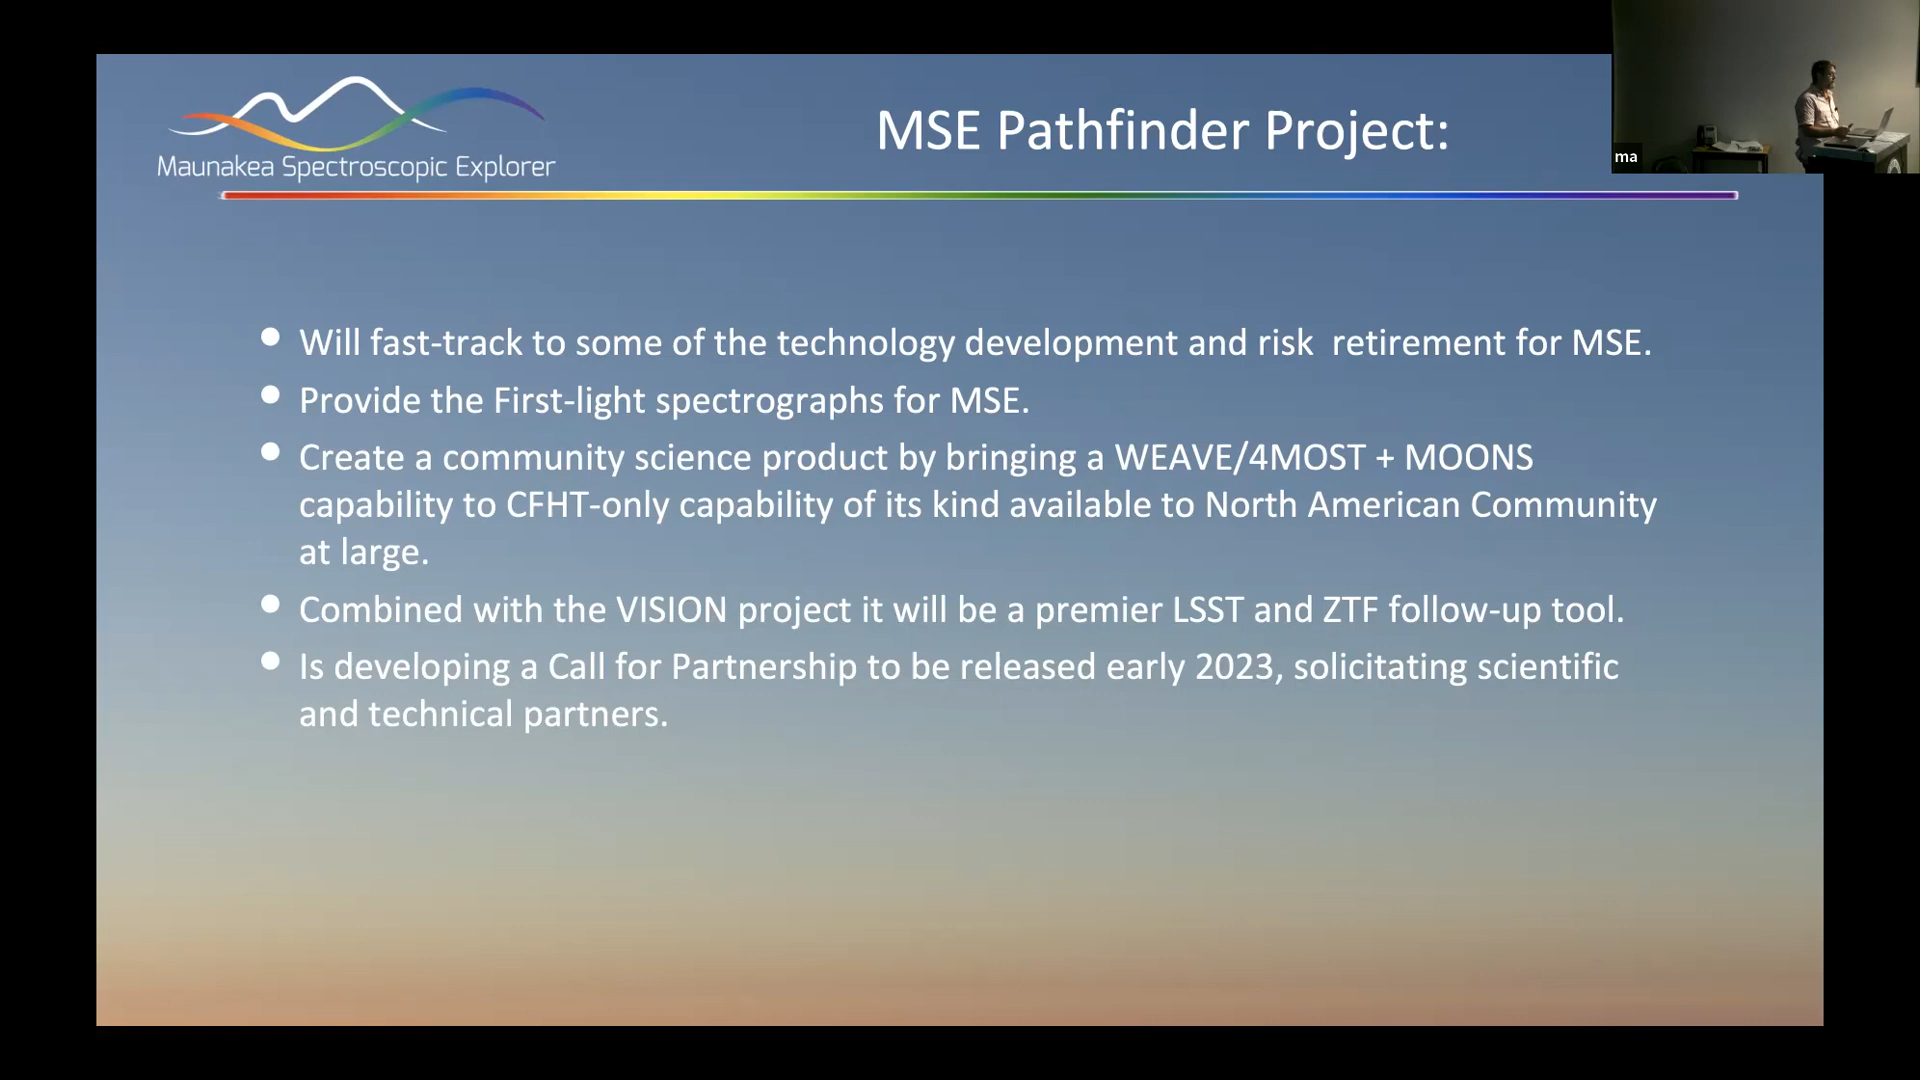 Maunakea Spectroscopic Explorer
MSE Pathfinder Project:
ma
Will fast-track to some of the technology development and risk  retirement for MSE.
Provide the First-light spectrographs for MSE.
Create a community science product by bringing a WEAVE/4MOST + MOONS
capability to CFHT-only capability of its kind available to North American Community
at large.
Combined with the VISION project it will be a premier LSST and ZTF follow-up tool.
Is developing a Call for Partnership to be released early 2023, solicitating scientific
and technical partners.